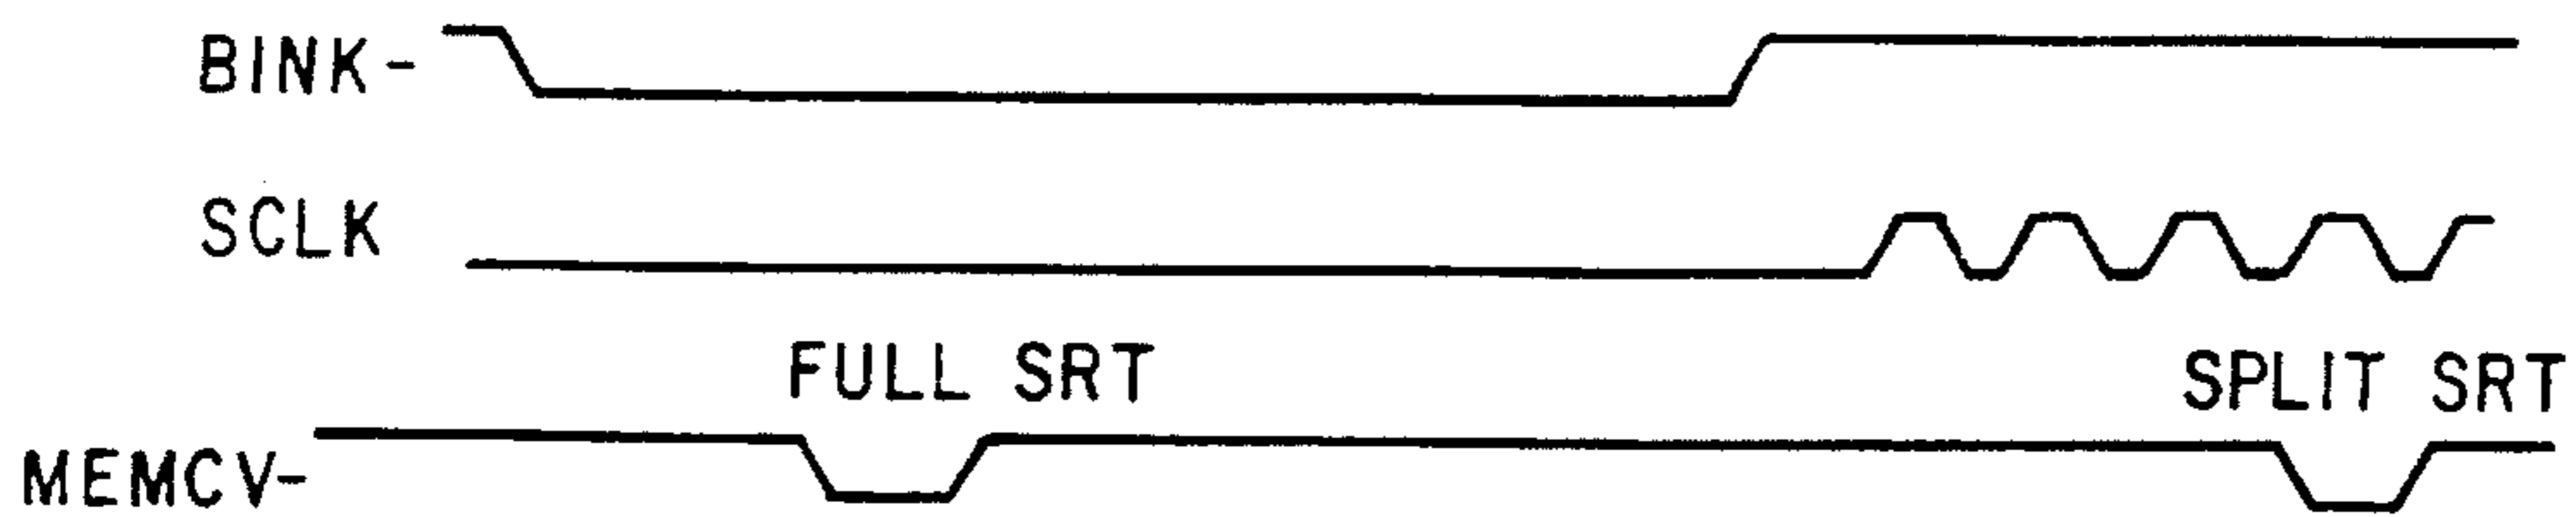 BINK-
SCLK
FULL SRT
SPLIT SRT
MEMCV-